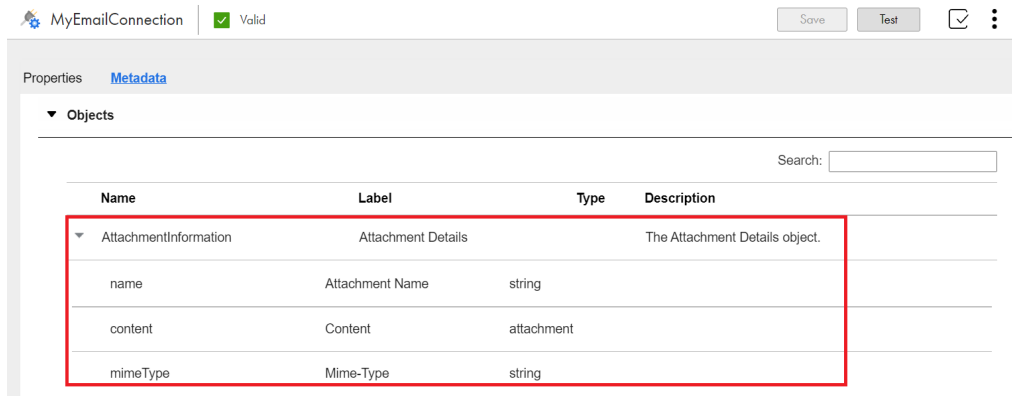 MyEmailConnection Valid Save Test
Properties Metadata
Objects
Search:
Name Label Type Description
AttachmentInformation Attachment Details The Attachment Details object.
name Attachment Name string
content Content attachment
mimeType Mime-Type string